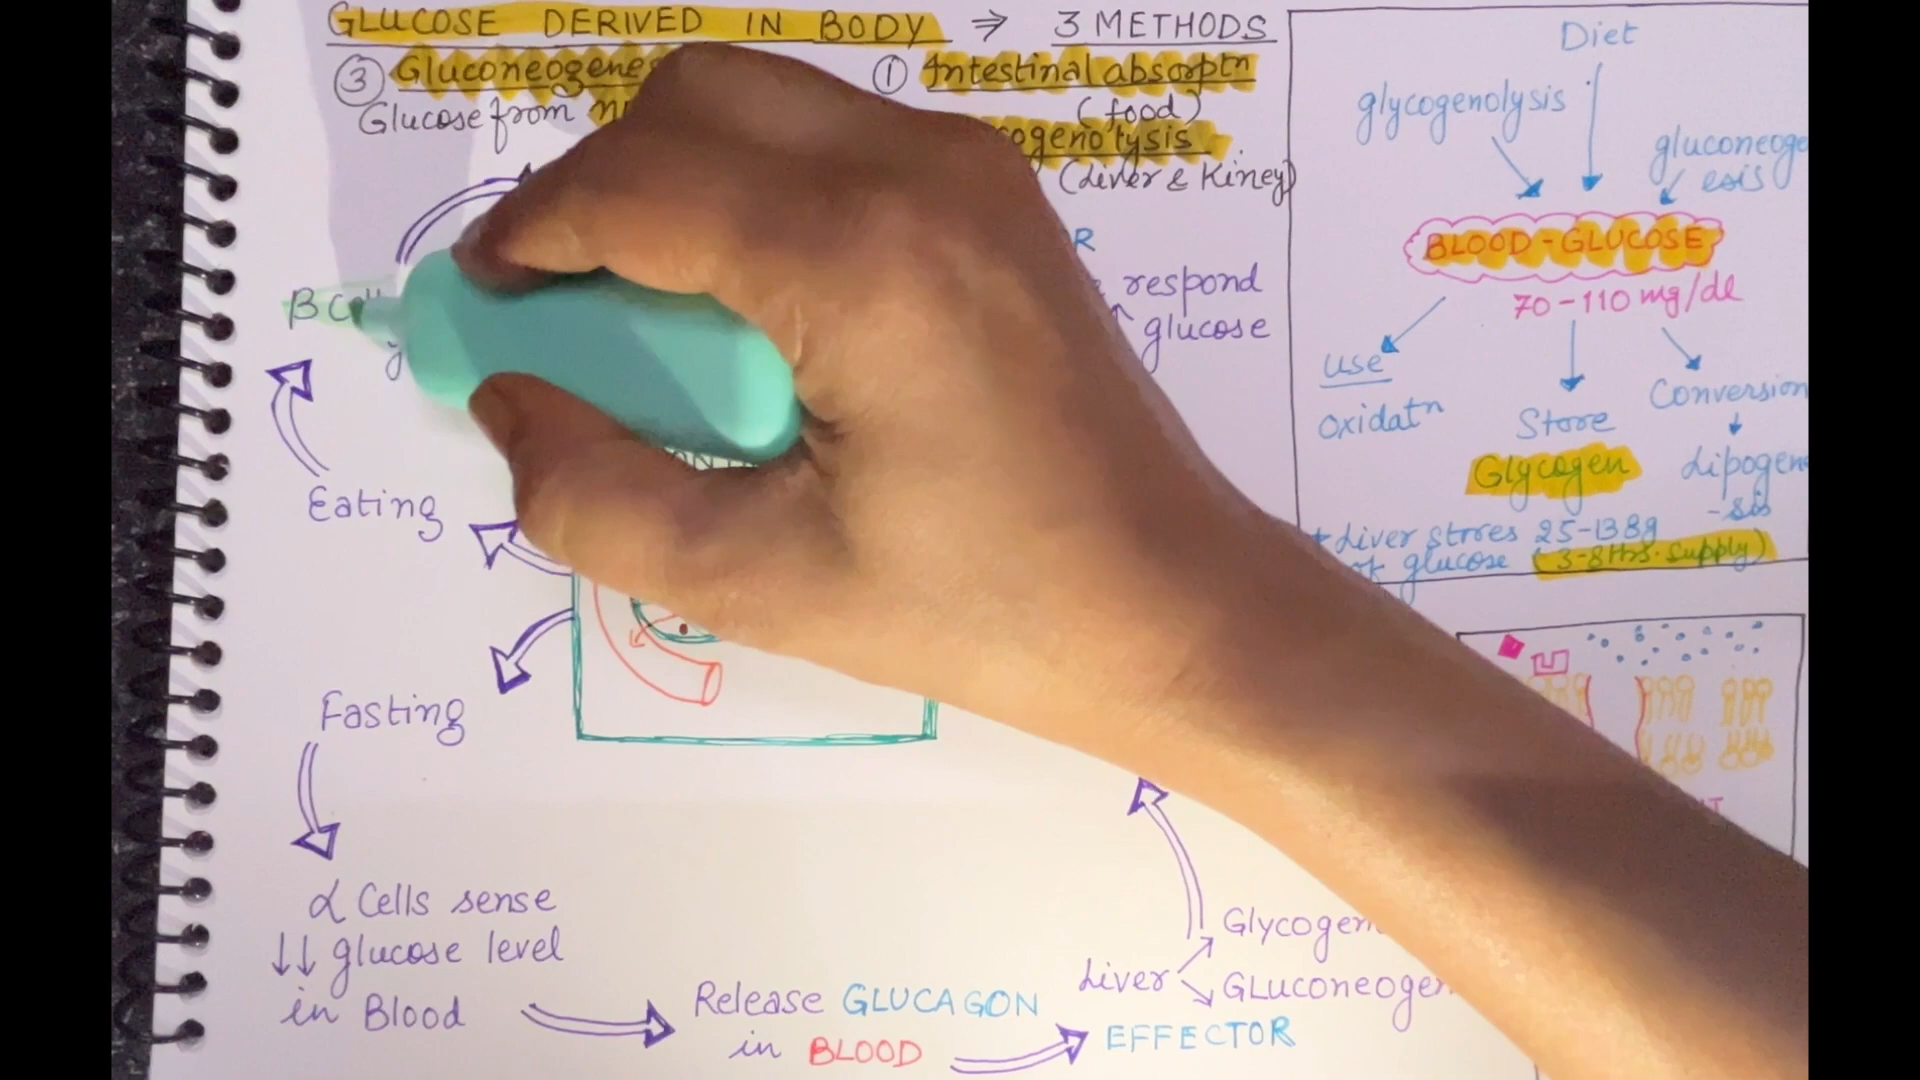 GLUCOSE DERIVED IN BODY ⇒ 3 METHODS
③ Gluconeogene
Glucose from
① Intestinal absorptn
(food)
ogenolysis
(Liver & Kiney)
R
respond
↑ glucose
B Cell
Eating
Fasting
α Cells sense
↓↓ glucose level
in Blood
Release GLUCAGON
in BLOOD
Glycogen
Liver
GLuconeogen
EFFECTOR
Diet
glycogenolysis
gluconeogen
esis
BLOOD - GLUCOSE
70 - 110 mg/dl
use
oxidatn
Store
Glycogen
Conversion
Lipogene
- sis
Liver stores 25-138g
of glucose (3-8Hrs. supply)